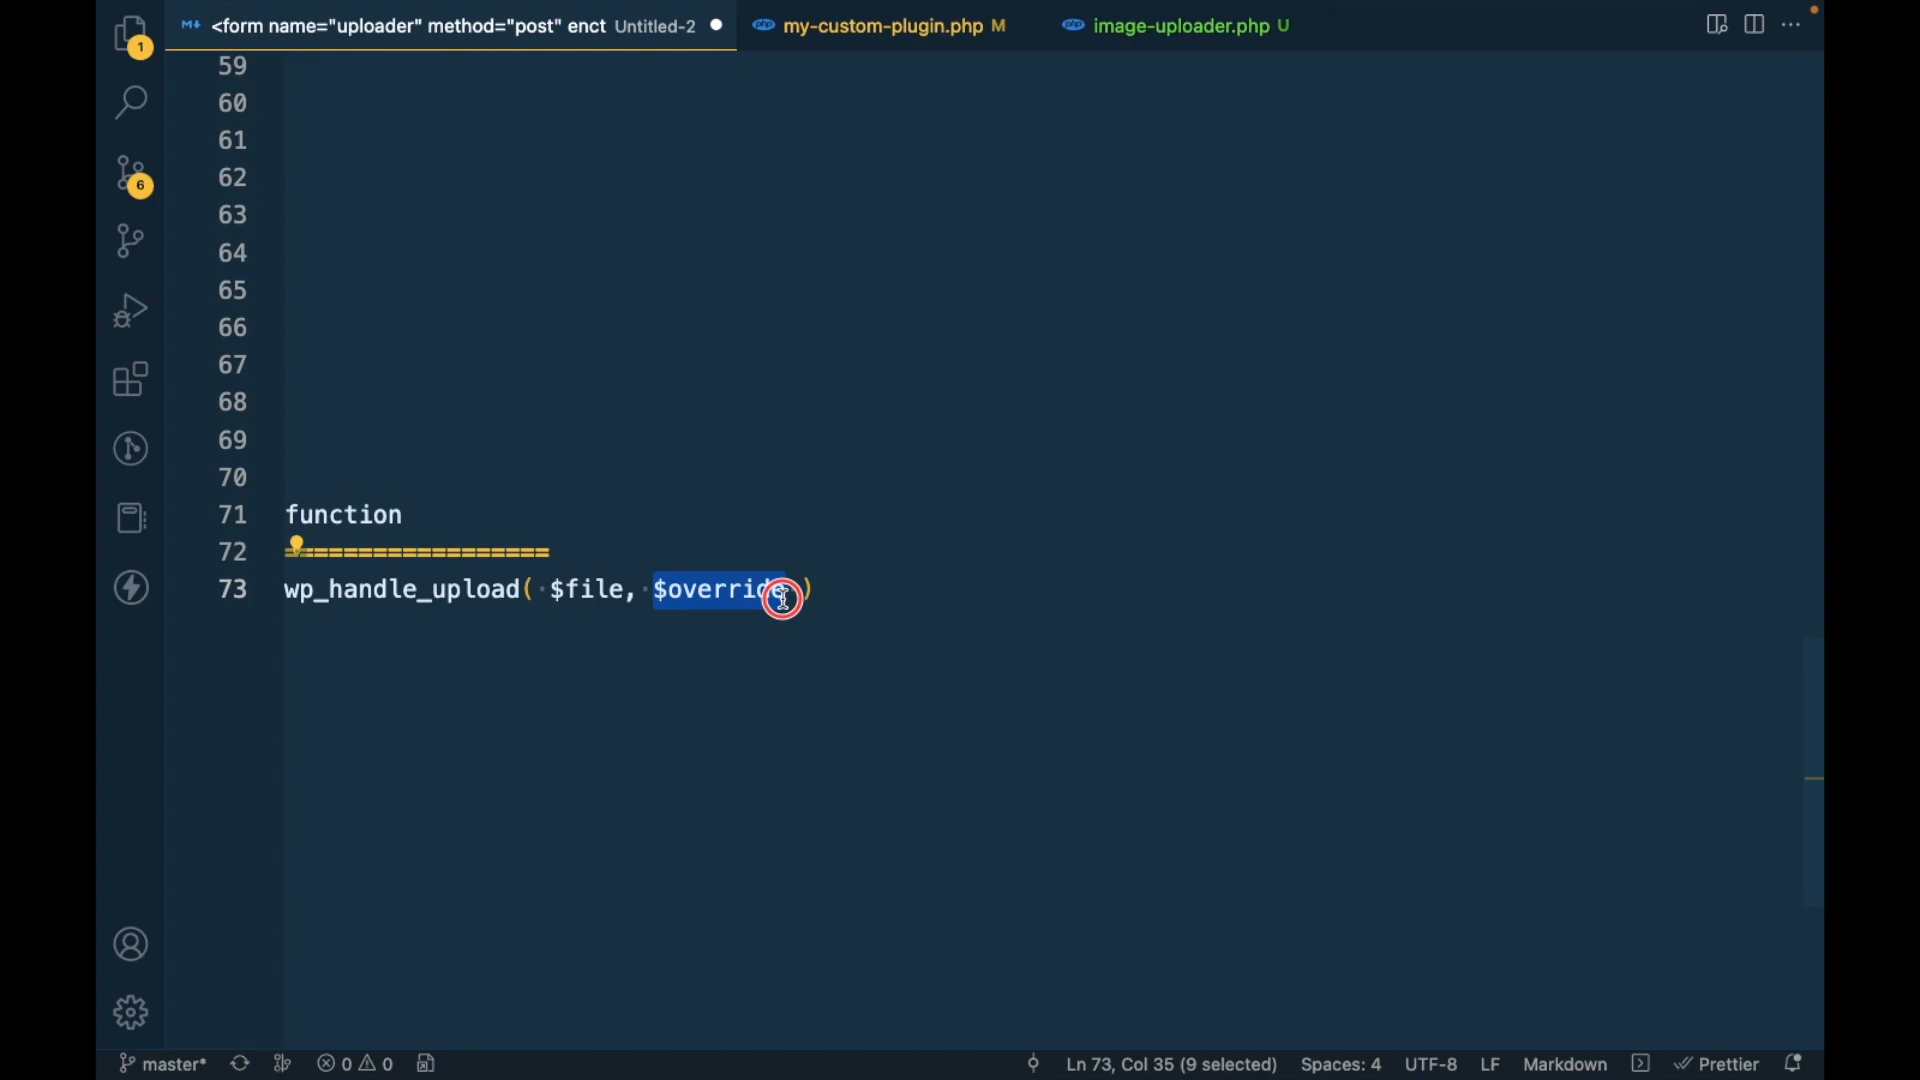 <form name="uploader" method="post" enct Untitled-2
my-custom-plugin.php M
image-uploader.php U
1
6
59
60
61
62
63
64
65
66
67
68
69
70
71 function
72 ==================
73 wp_handle_upload( $file, $override )
master* 0 0
Ln 73, Col 35 (9 selected) Spaces: 4 UTF-8 LF Markdown Prettier